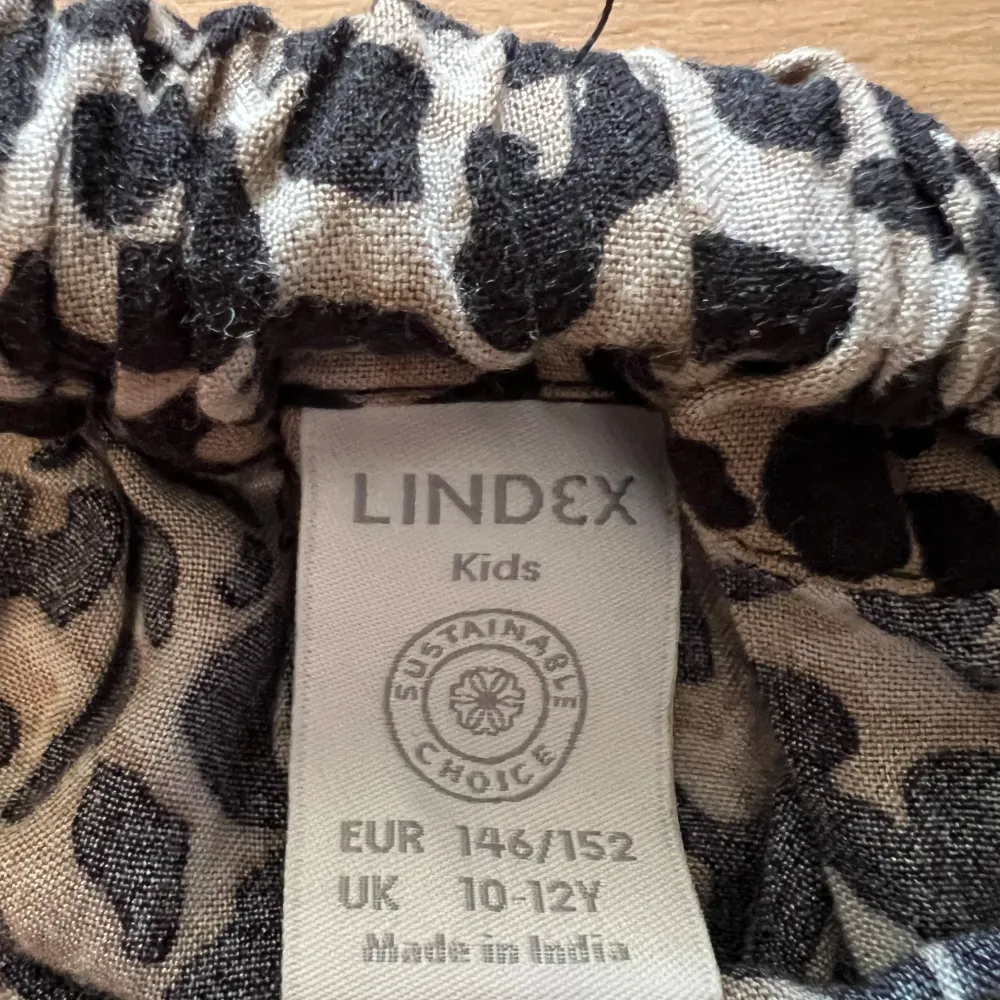 LINDEX
Kids
SUSTAINABLE
CHOICE
EUR 146/152
UK 10-12Y
Made in India